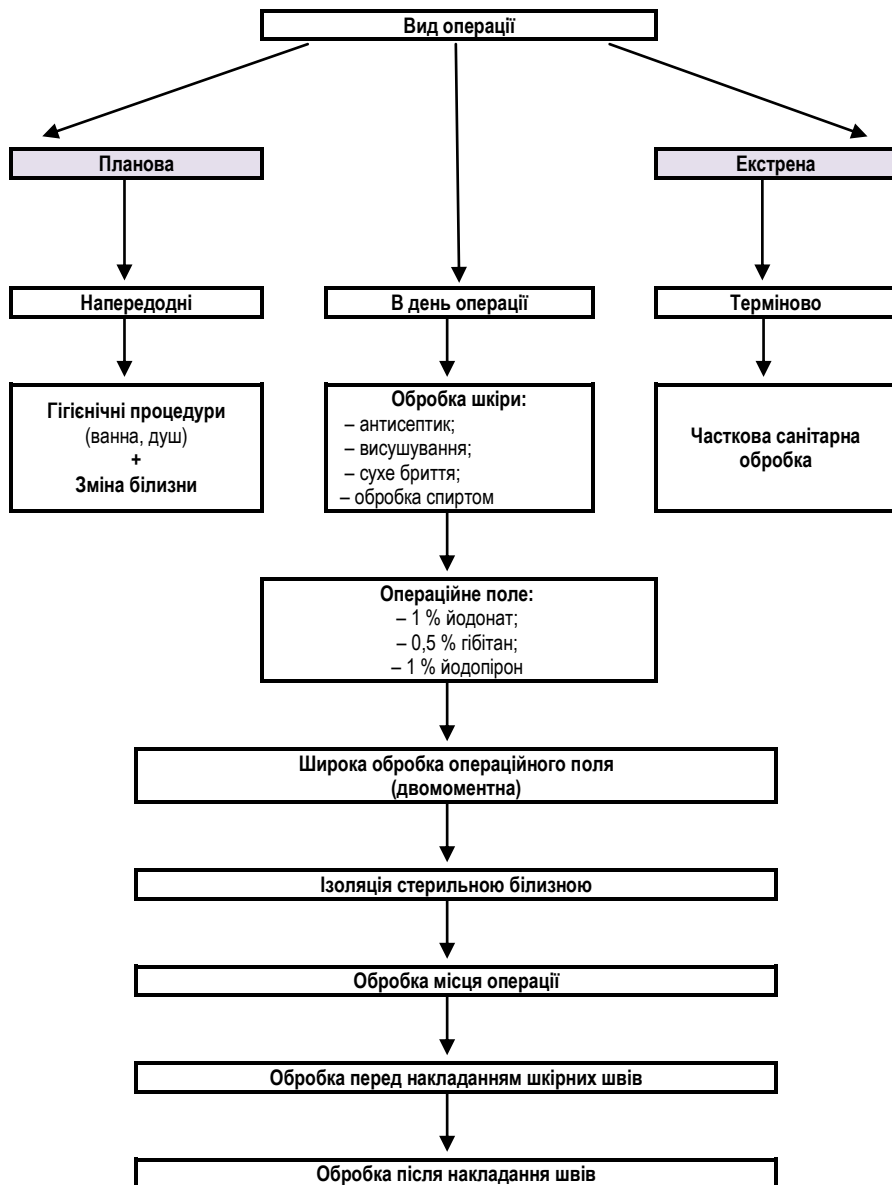 Вид операції
Планова
Екстрена
Напередодні
В день операції
Терміново
Гігієнічні процедури
(ванна, душ)
+
Зміна білизни
Обробка шкіри:
– антисептик;
– висушування;
– сухе бриття;
– обробка спиртом
Часткова санітарна
обробка
Операційне поле:
– 1 % йодонат;
– 0,5 % гібітан;
– 1 % йодопірон
Широка обробка операційного поля
(двомоментна)
Ізоляція стерильною білизною
Обробка місця операції
Обробка перед накладанням шкірних швів
Обробка після накладання швів